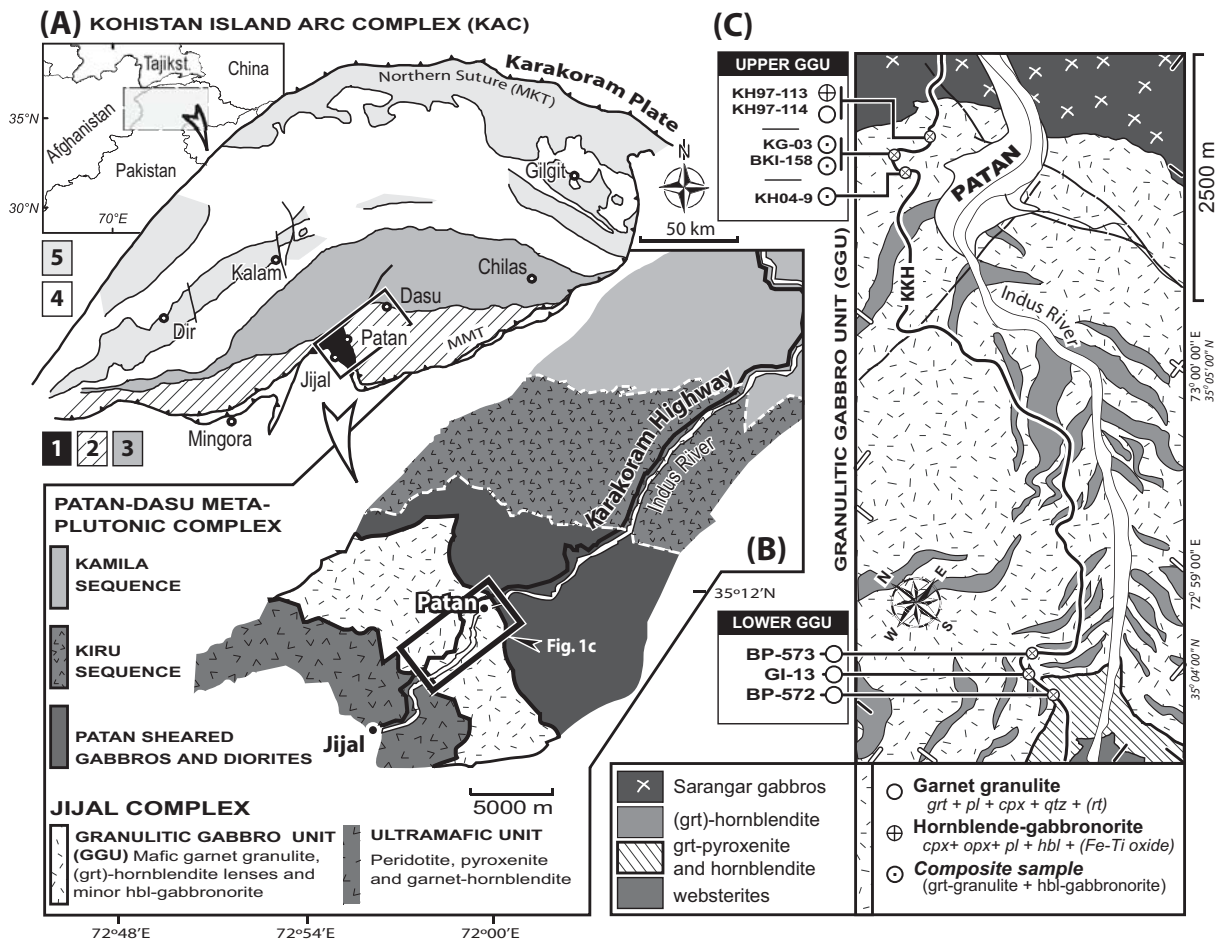 (A) KOHISTAN ISLAND ARC COMPLEX (KAC)
Tajikst.
China
Afghanistan
Pakistan
35°N
30°N
70°E
Northern Suture (MKT)
Karakoram Plate
N
Gilgit
50 km
5
4
Kalam
Chilas
Dasu
Dir
Patan
MMT
Jijal
Mingora
1 2 3
PATAN-DASU META-
PLUTONIC COMPLEX
KAMILA
SEQUENCE
KIRU
SEQUENCE
PATAN SHEARED
GABBROS AND DIORITES
Karakoram Highway
Indus River
(B)
Patan
Fig. 1c
Jijal
35°12′N
5000 m
JIJAL COMPLEX
GRANULITIC GABBRO UNIT
(GGU) Mafic garnet granulite,
(grt)-hornblendite lenses and
minor hbl-gabbronorite
ULTRAMAFIC UNIT
Peridotite, pyroxenite
and garnet-hornblendite
72°48′E
72°54′E
72°00′E
(C)
UPPER GGU
KH97-113
KH97-114
KG-03
BKI-158
KH04-9
PATAN
KKH
Indus River
GRANULITIC GABBRO UNIT (GGU)
2500 m
73° 00' 00" E
35° 05' 00" N
72° 59' 00" E
35° 04' 00" N
N
E
W
S
LOWER GGU
BP-573
GI-13
BP-572
Sarangar gabbros
(grt)-hornblendite
grt-pyroxenite
and hornblendite
websterites
Garnet granulite
grt + pl + cpx + qtz + (rt)
Hornblende-gabbronorite
cpx+ opx+ pl + hbl + (Fe-Ti oxide)
Composite sample
(grt-granulite + hbl-gabbronorite)